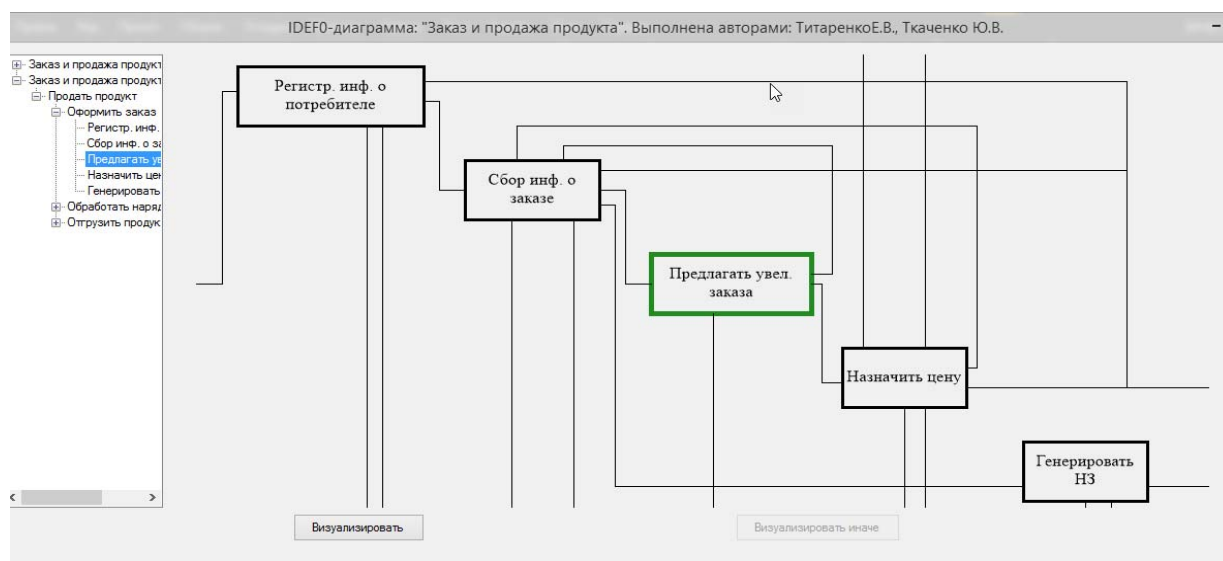 IDEF0-диаграмма: "Заказ и продажа продукта". Выполнена авторами: ТитаренкоЕ.В., Ткаченко Ю.В.
Заказ и продажа продукт
Заказ и продажа продукт
Продать продукт
Оформить заказ
Регистр. инф.
Сбор инф. о за
Предлагать ув
Назначить цен
Генерировать
Обработать наряд
Отгрузить продук
Регистр. инф. о
потребителе
Сбор инф. о
заказе
Предлагать увел.
заказа
Назначить цену
Генерировать
НЗ
Визуализировать
Визуализировать иначе